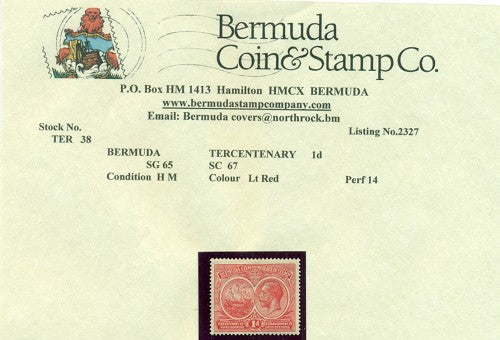 Bermuda
Coin&Stamp Co.
P.O. Box HM 1413 Hamilton HMCX BERMUDA
www.bermudastampcompany.com
Email: Bermuda covers@northrock.bm
Stock No.
Listing No.2327
TER 38
BERMUDA TERCENTENARY 1d
SG 65 SC 67
Condition H M Colour Lt Red Perf 14
1d